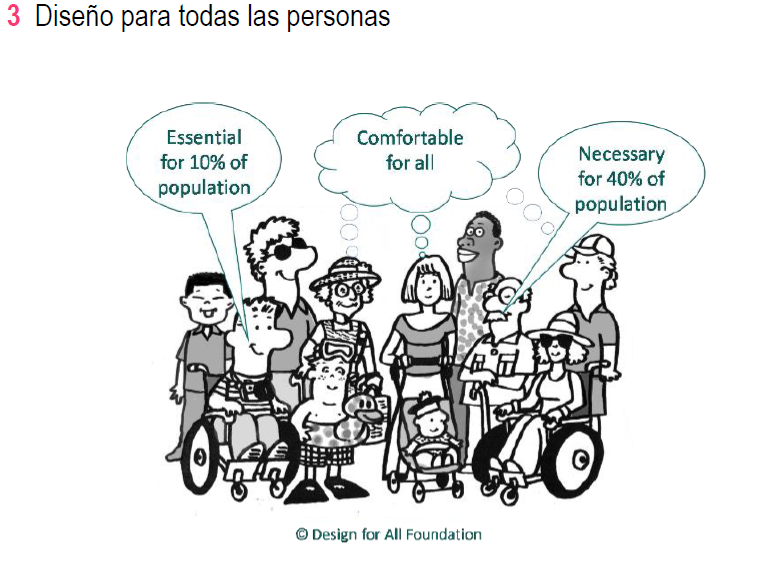 3 Diseño para todas las personas
Essential
for 10% of
population
Comfortable
for all
Necessary
for 40% of
population
© Design for All Foundation